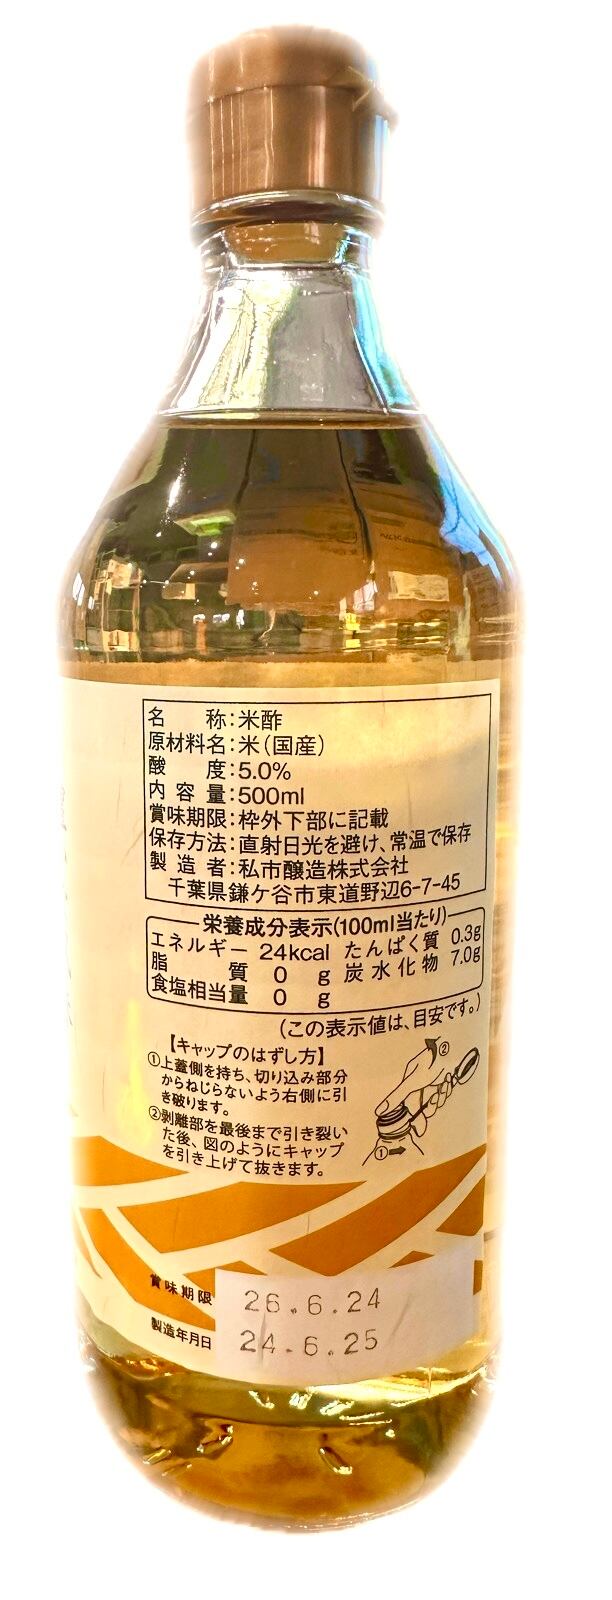 名称:米酢
原材料名:米(国産)
酸度:5.0%
内容量:500ml
賞味期限:枠外下部に記載
保存方法:直射日光を避け、常温で保存
製造者:私市醸造株式会社
千葉県鎌ケ谷市東道野辺6-7-45
栄養成分表示(100ml当たり)
エネルギー 24kcal たんぱく質 0.3g
脂質 0 g 炭水化物 7.0g
食塩相当量 0 g
(この表示値は、目安です。)
【キャップのはずし方】
①上蓋側を持ち、切り込み部分
からねじらないよう右側に引
き破ります。
②剥離部を最後まで引き裂い
た後、図のようにキャップ
を引き上げて抜きます。
②
①
賞味期限 26.6.24
製造年月日 24.6.25